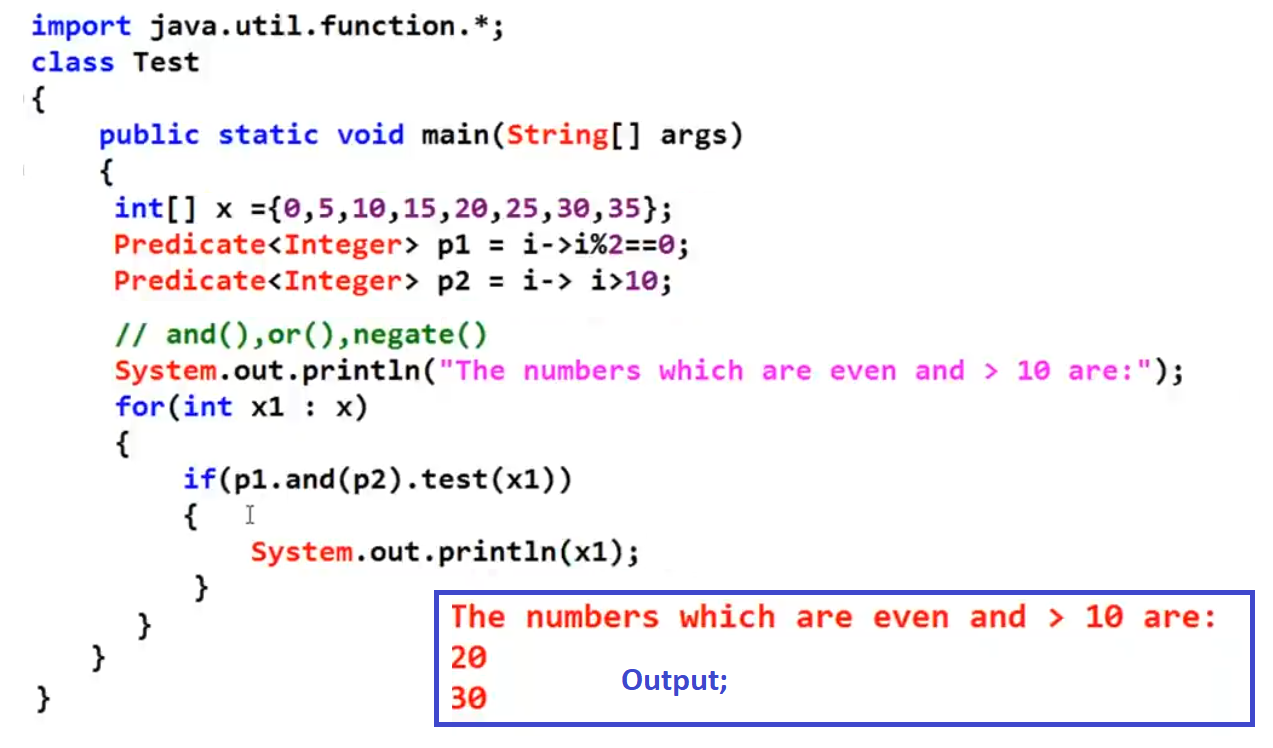 import java.util.function.*;
class Test
{
public static void main(String[] args)
{
int[] x ={0,5,10,15,20,25,30,35};
Predicate<Integer> p1 = i->i%2==0;
Predicate<Integer> p2 = i-> i>10;
// and(),or(),negate()
System.out.println("The numbers which are even and > 10 are:");
for(int x1 : x)
{
if(p1.and(p2).test(x1))
{
System.out.println(x1);
}
}
}
}
The numbers which are even and > 10 are:
20
Output;
30